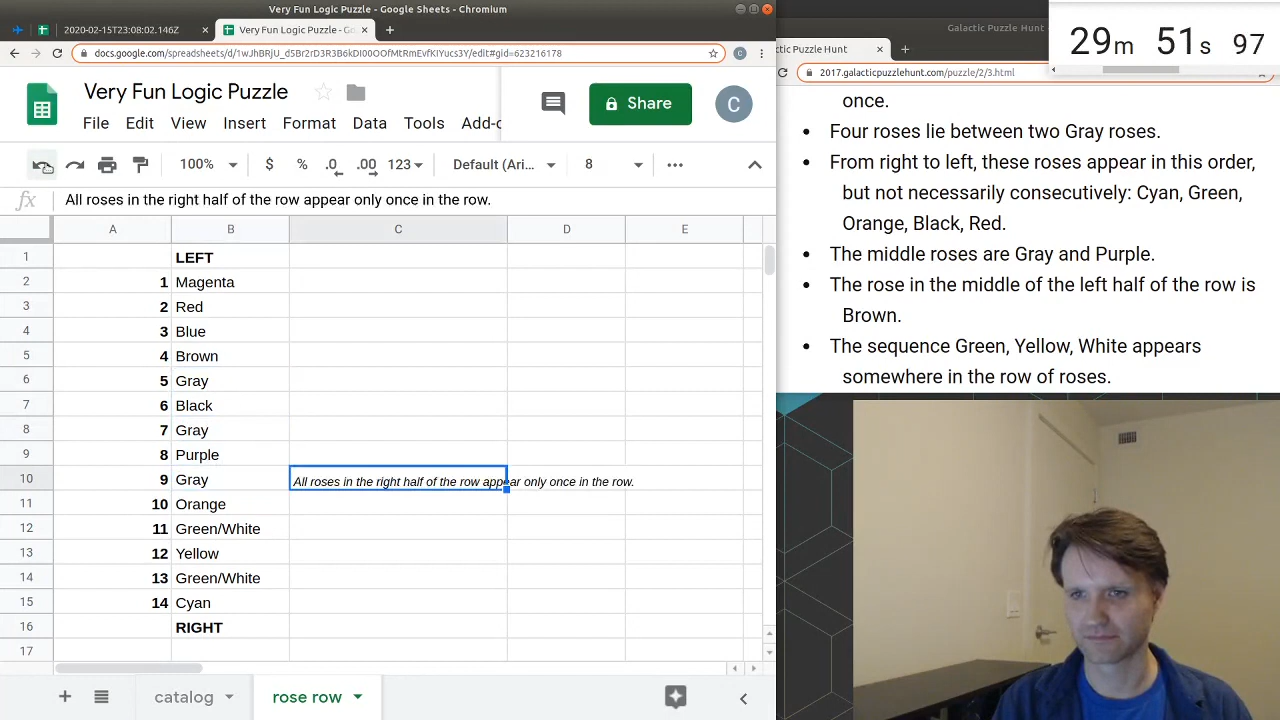 Very Fun Logic Puzzle - Google Sheets - Chromium
2020-02-15T23:08:02.146Z
Very Fun Logic Puzzle - Go
docs.google.com/spreadsheets/d/1wJhBRjU_d5Br2rD3R3B6kDI00OOfMtRmEvfKIYucs3Y/edit#gid=623216178
C
Very Fun Logic Puzzle
Share
C
File Edit View Insert Format Data Tools Add-o
100% $ % .0 .00 123 Default (Ari... 8
fx All roses in the right half of the row appear only once in the row.
A B C D E
1 LEFT
2 1 Magenta
3 2 Red
4 3 Blue
5 4 Brown
6 5 Gray
7 6 Black
8 7 Gray
9 8 Purple
10 9 Gray All roses in the right half of the row appear only once in the row.
11 10 Orange
12 11 Green/White
13 12 Yellow
14 13 Green/White
15 14 Cyan
16 RIGHT
17
catalog rose row
Galactic Puzzle Hunt
29m 51s 97
actic Puzzle Hunt
2017.galacticpuzzlehunt.com/puzzle/2/3.html
once.
• Four roses lie between two Gray roses.
• From right to left, these roses appear in this order,
but not necessarily consecutively: Cyan, Green,
Orange, Black, Red.
• The middle roses are Gray and Purple.
• The rose in the middle of the left half of the row is
Brown.
• The sequence Green, Yellow, White appears
somewhere in the row of roses.